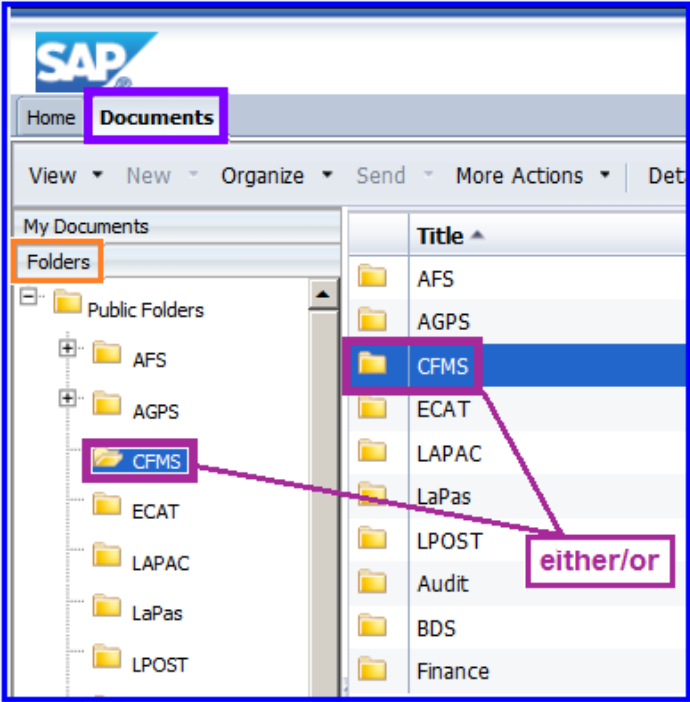 SAP
Home Documents
View New Organize Send More Actions
My Documents
Folders
Public Folders
AFS
AGPS
CFMS
ECAT
LAPAC
LaPas
LPOST
Title
AFS
AGPS
CFMS
ECAT
LAPAC
LaPas
LPOST
Audit
BDS
Finance
either/or